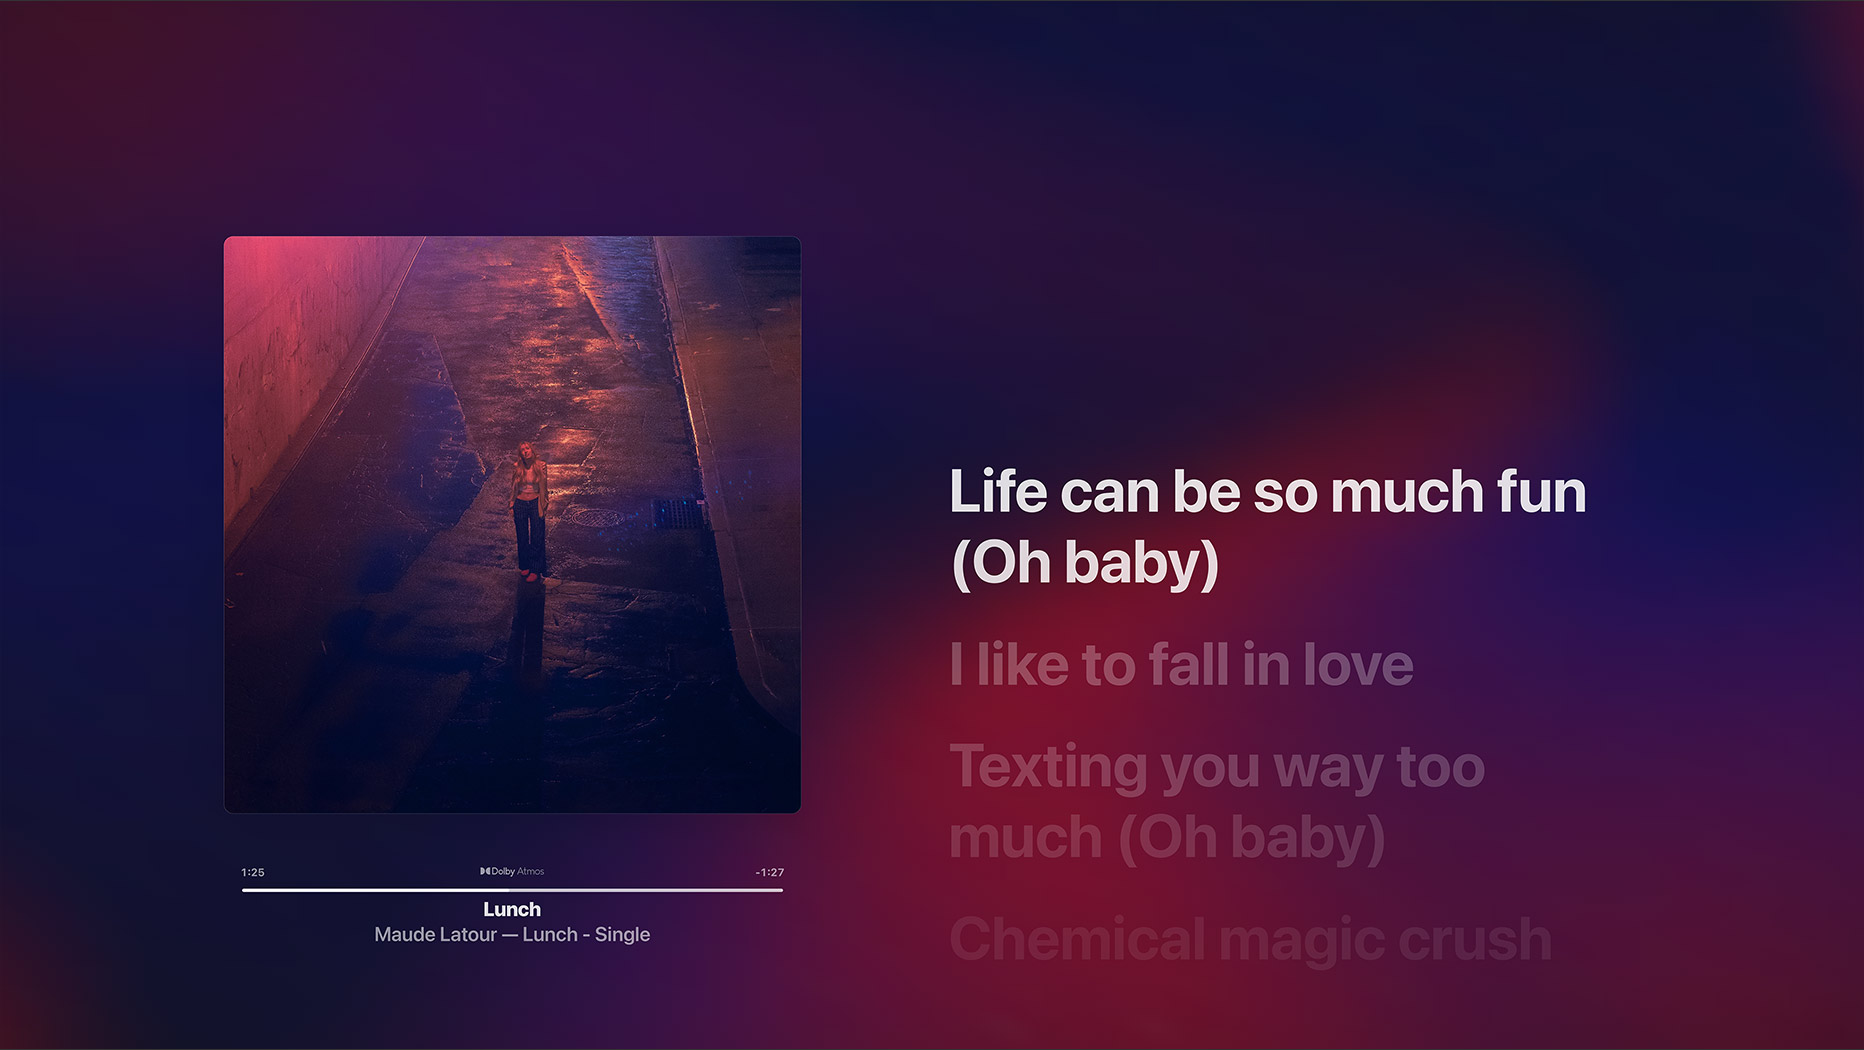 1:25
Dolby Atmos
-1:27
Lunch
Maude Latour — Lunch - Single
Life can be so much fun
(Oh baby)
I like to fall in love
Texting you way too
much (Oh baby)
Chemical magic crush